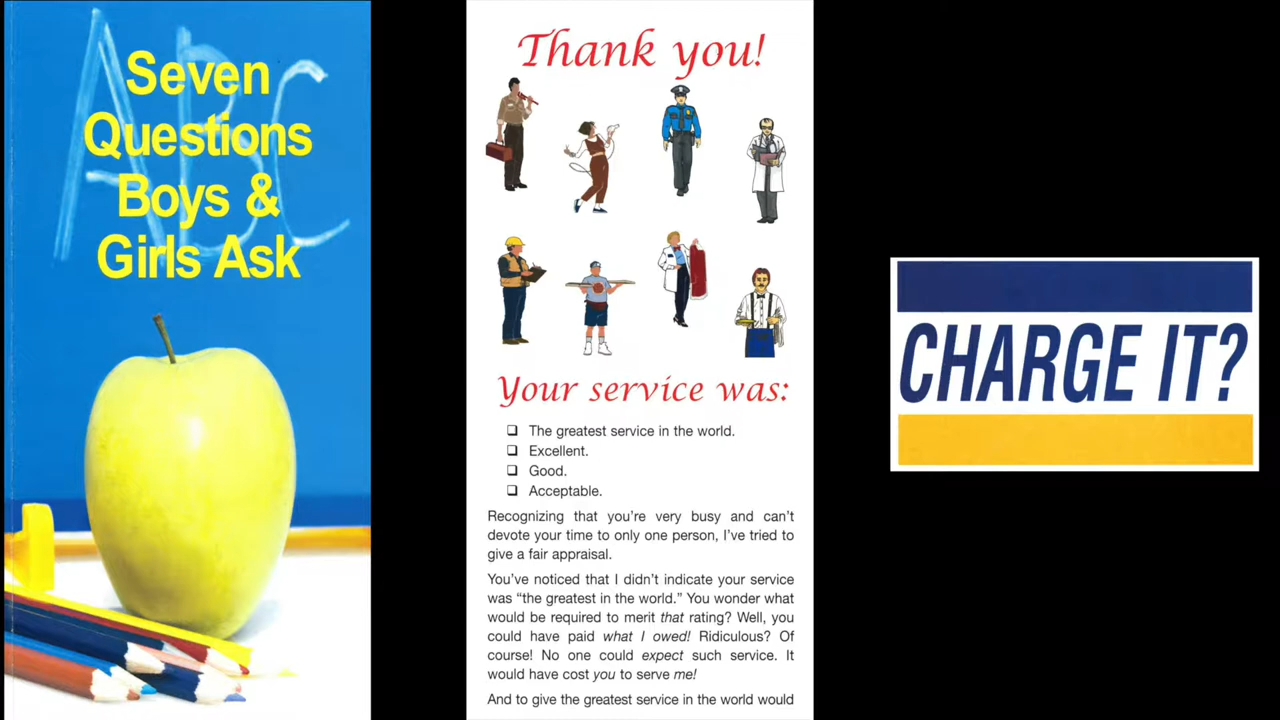 ABC
Seven
Questions
Boys &
Girls Ask
Thank you!
Your service was:
❑ The greatest service in the world.
❑ Excellent.
❑ Good.
❑ Acceptable.
Recognizing that you’re very busy and can’t
devote your time to only one person, I’ve tried to
give a fair appraisal.
You’ve noticed that I didn’t indicate your service
was “the greatest in the world.” You wonder what
would be required to merit that rating? Well, you
could have paid what I owed! Ridiculous? Of
course! No one could expect such service. It
would have cost you to serve me!
And to give the greatest service in the world would
CHARGE IT?